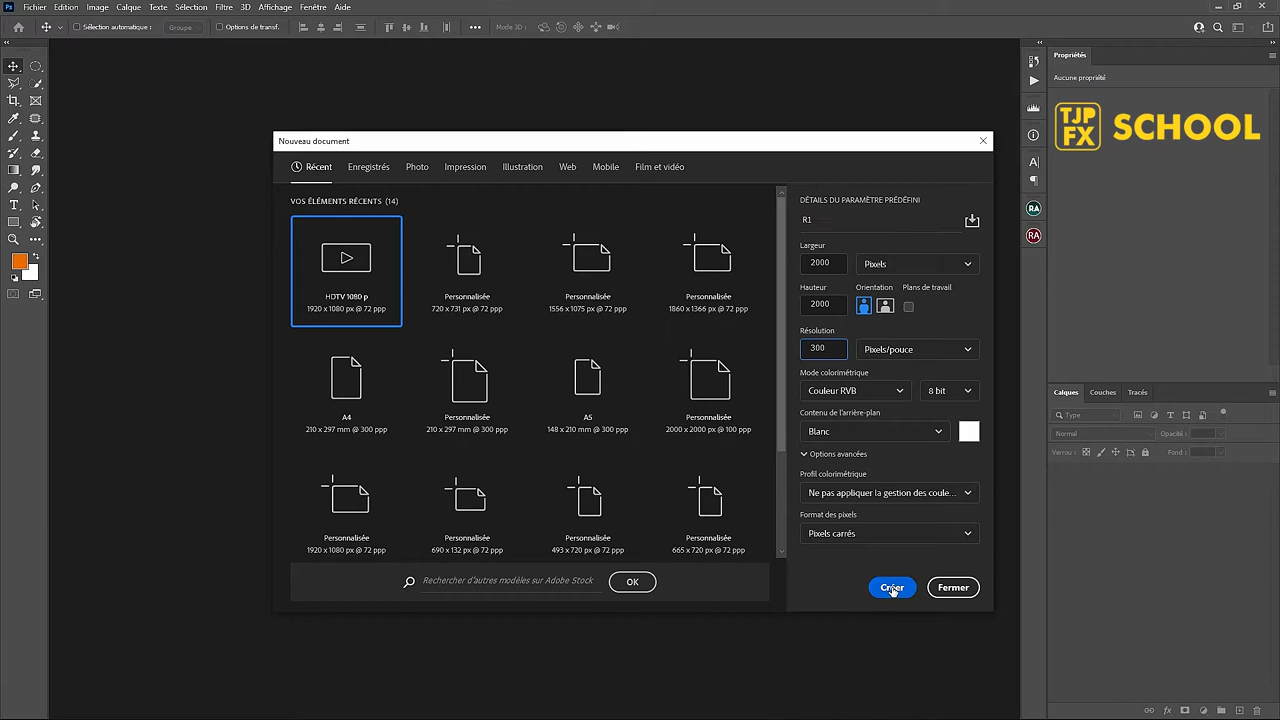 Ps Fichier Edition Image Calque Texte Sélection Filtre 3D Affichage Fenêtre Aide
Sélection automatique : Groupe Options de transf. Mode 3D :
Propriétés
Aucune propriété
TJP FX SCHOOL
Nouveau document
Récent Enregistrés Photo Impression Illustration Web Mobile Film et vidéo
VOS ÉLÉMENTS RÉCENTS (14)
HDTV 1080 p Personnalisée Personnalisée Personnalisée
1920 x 1080 px @ 72 ppp 720 x 731 px @ 72 ppp 1556 x 1075 px @ 72 ppp 1860 x 1366 px @ 72 ppp
A4 Personnalisée A5 Personnalisée
210 x 297 mm @ 300 ppp 210 x 297 mm @ 300 ppp 148 x 210 mm @ 300 ppp 2000 x 2000 px @ 100 ppp
Personnalisée Personnalisée Personnalisée Personnalisée
1920 x 1080 px @ 72 ppp 690 x 132 px @ 72 ppp 493 x 720 px @ 72 ppp 665 x 720 px @ 72 ppp
Rechercher d'autres modèles sur Adobe Stock OK
DÉTAILS DU PARAMÈTRE PRÉDÉFINI
R1
Largeur
2000 Pixels
Hauteur Orientation Plans de travail
2000
Résolution
300 Pixels/pouce
Mode colorimétrique
Couleur RVB 8 bit
Contenu de l'arrière-plan
Blanc
Options avancées
Profil colorimétrique
Ne pas appliquer la gestion des coule...
Format des pixels
Pixels carrés
Créer Fermer
RA
RA
Calques Couches Tracés
Type
Normal Opacité :
Verrou : Fond :
fx